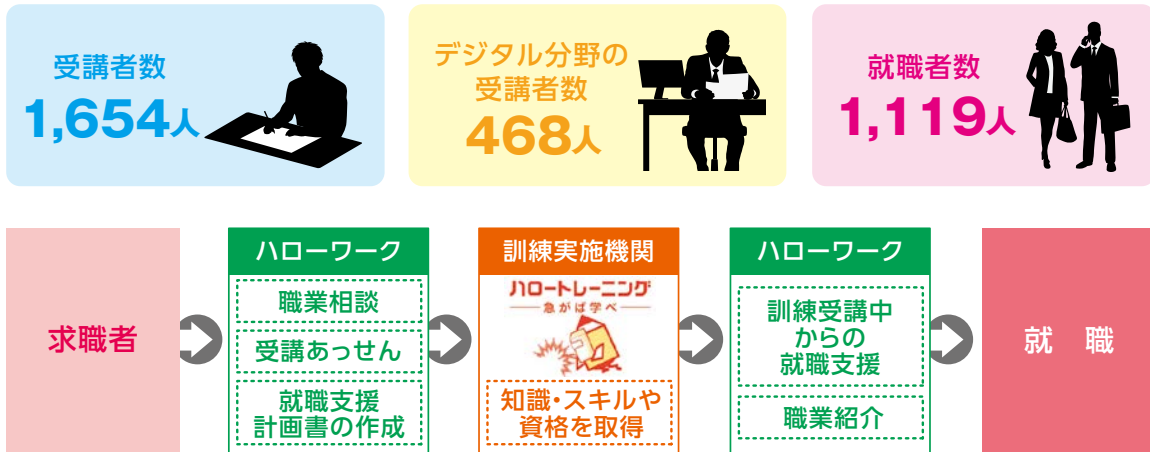 受講者数
1,654人
デジタル分野の
受講者数
468人
就職者数
1,119人
求職者
ハローワーク
職業相談
受講あっせん
就職支援
計画書の作成
訓練実施機関
ハロートレーニング
急がば学べ
知識・スキルや
資格を取得
ハローワーク
訓練受講中
からの
就職支援
職業紹介
就 職